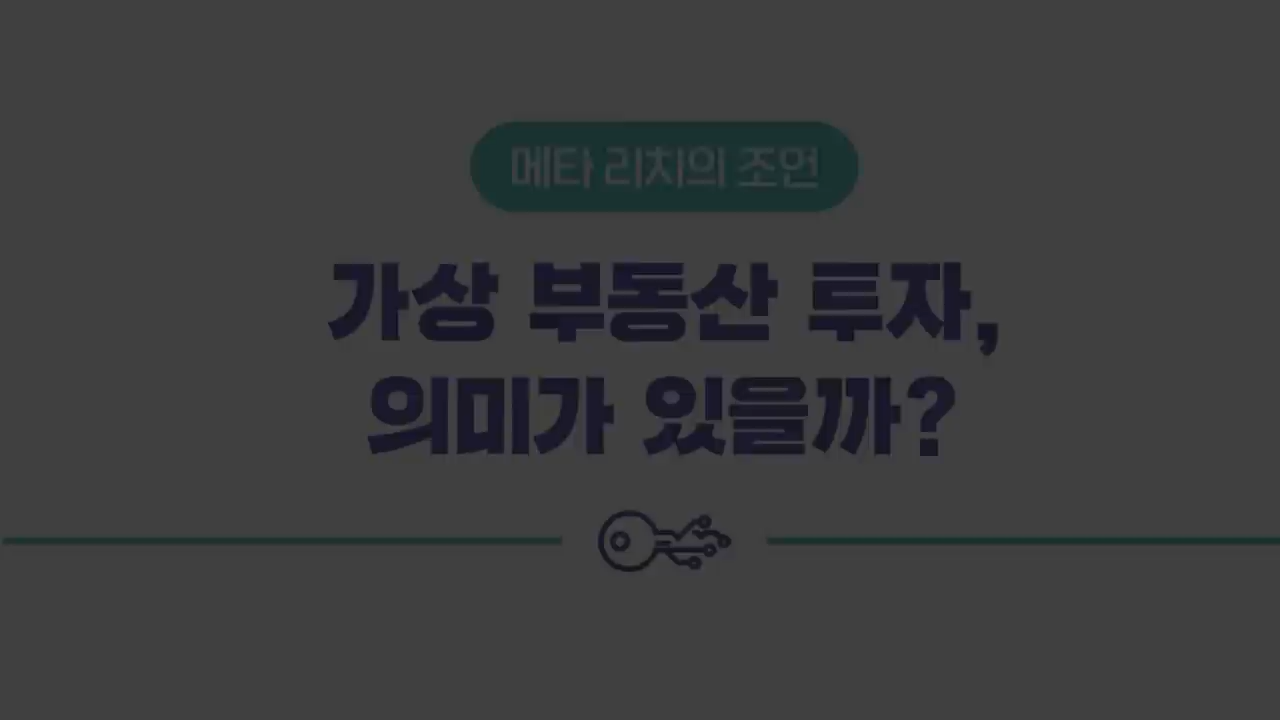 메타 리치의 조언
가상 부동산 투자,
의미가 있을까?